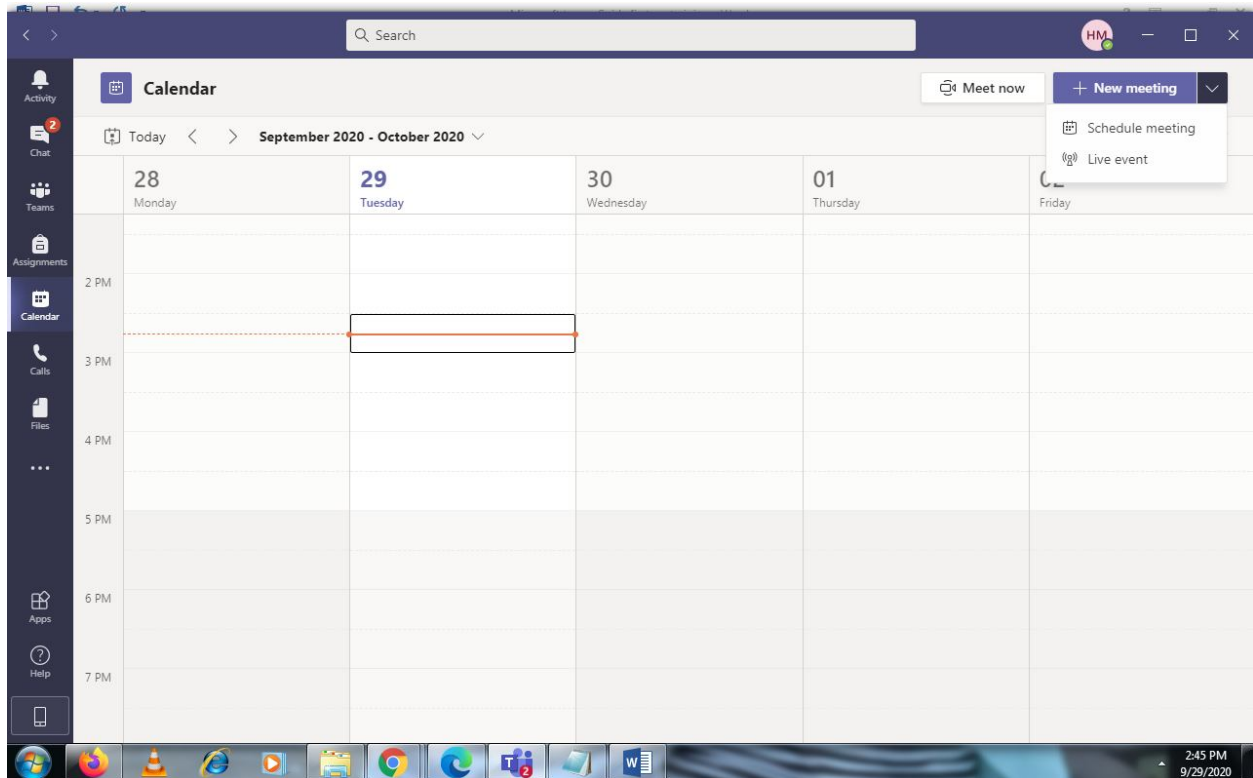 Search
HM
Activity
Calendar
Meet now
+ New meeting
Schedule meeting
Live event
2
Chat
Today
September 2020 - October 2020
28
Monday
29
Tuesday
30
Wednesday
01
Thursday
Friday
Teams
Assignments
Calendar
Calls
Files
2 PM
3 PM
4 PM
5 PM
6 PM
7 PM
Apps
Help
2
2:45 PM
9/29/2020